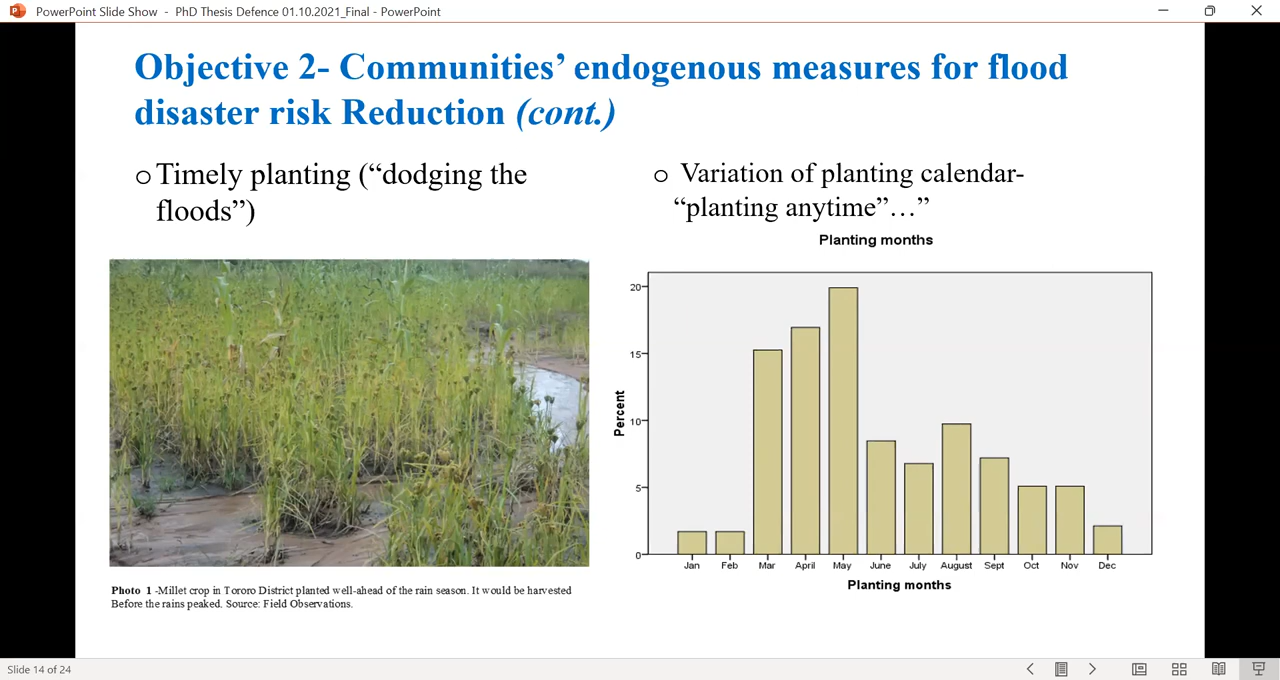 PowerPoint Slide Show - PhD Thesis Defence 01.10.2021_Final - PowerPoint
Objective 2- Communities’ endogenous measures for flood
disaster risk Reduction (cont.)
o Timely planting (“dodging the
floods”)
Photo 1 -Millet crop in Tororo District planted well-ahead of the rain season. It would be harvested
Before the rains peaked. Source: Field Observations.
o Variation of planting calendar-
“planting anytime”…”
Planting months
Percent
20
15
10
5
0
Jan Feb Mar April May June July August Sept Oct Nov Dec
Planting months
Slide 14 of 24